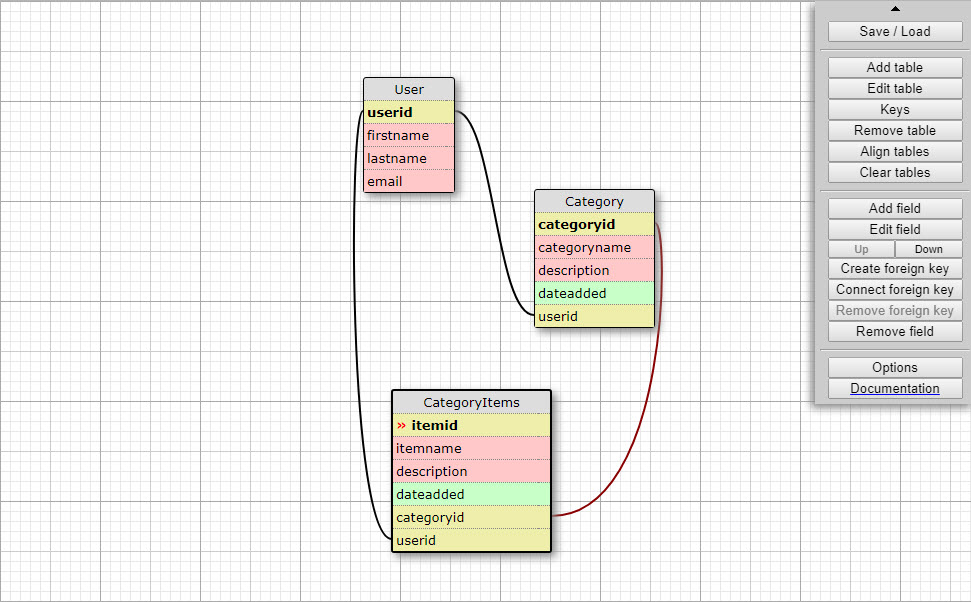 User
userid
firstname
lastname
email
Category
categoryid
categoryname
description
dateadded
userid
CategoryItems
» itemid
itemname
description
dateadded
categoryid
userid
Save / Load
Add table
Edit table
Keys
Remove table
Align tables
Clear tables
Add field
Edit field
Up Down
Create foreign key
Connect foreign key
Remove foreign key
Remove field
Options
Documentation